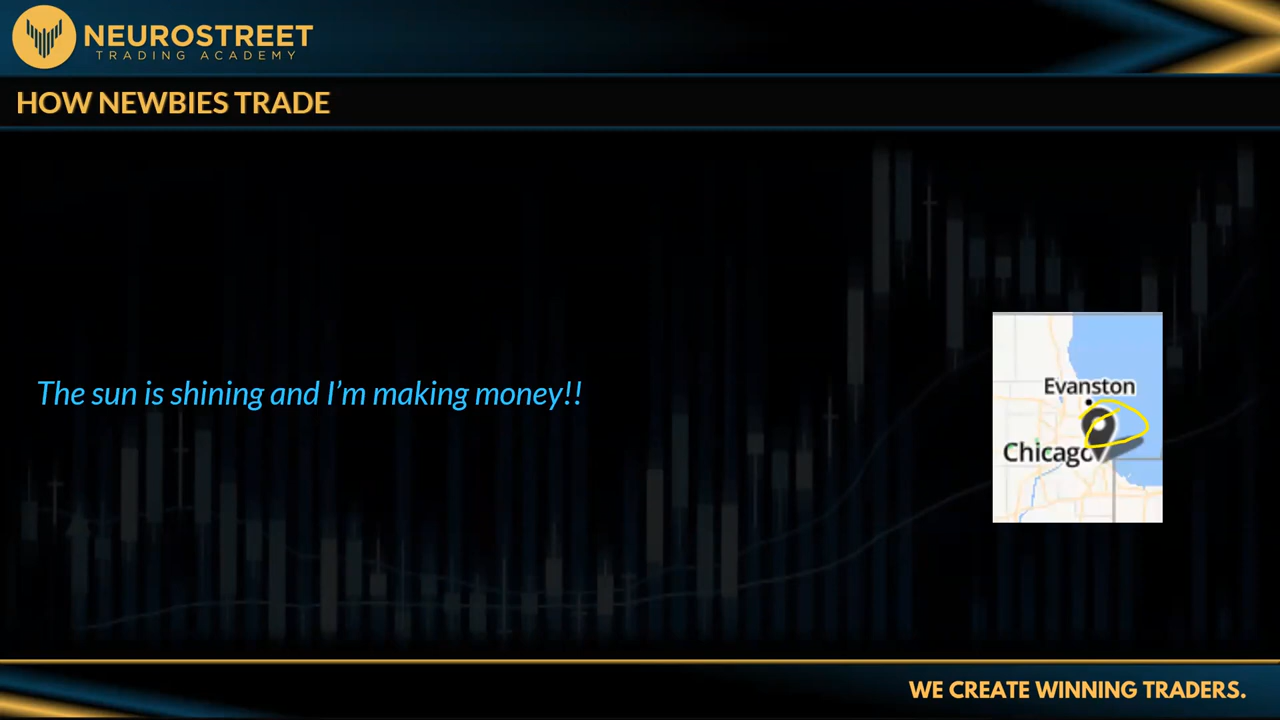 NEUROSTREET
TRADING ACADEMY
HOW NEWBIES TRADE
The sun is shining and I'm making money!!
Evanston
Chicago
WE CREATE WINNING TRADERS.